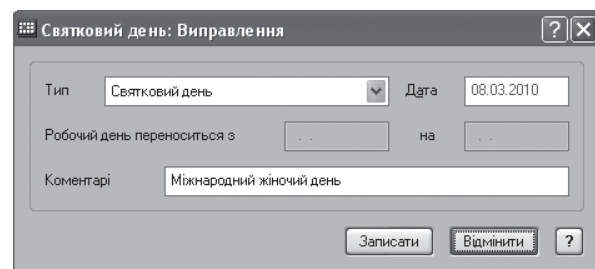 Святковий день: Виправлення
Тип Святковий день Дата 08.03.2010
Робочий день переноситься з . . на . .
Коментарі Міжнародний жіночий день
Записати Відмінити ?